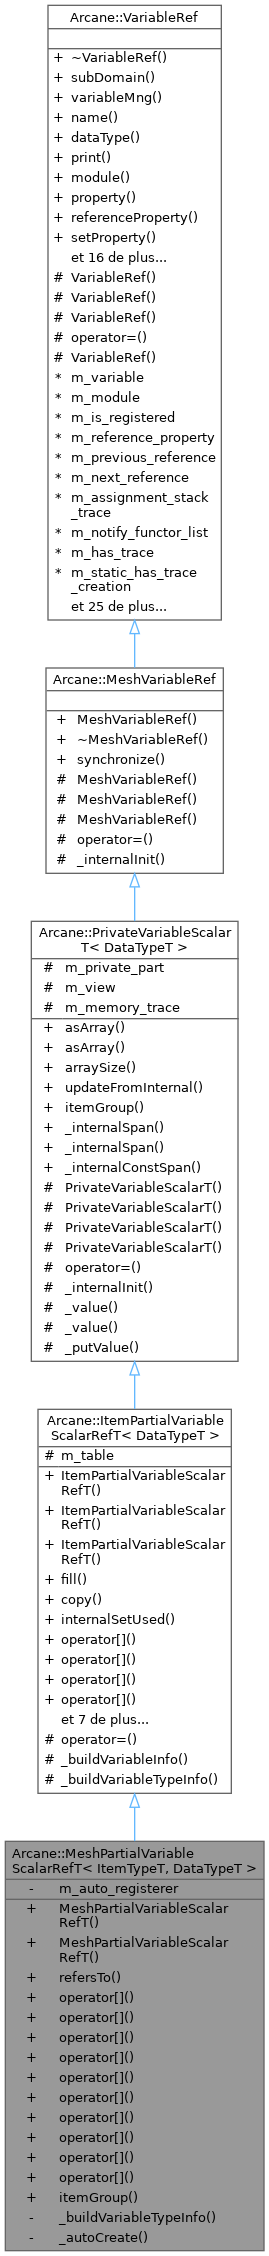 Arcane::VariableRef
+ ~VariableRef()
+ subDomain()
+ variableMng()
+ name()
+ dataType()
+ print()
+ module()
+ property()
+ referenceProperty()
+ setProperty()
et 16 de plus...
# VariableRef()
# VariableRef()
# VariableRef()
# operator=()
# VariableRef()
* m_variable
* m_module
* m_is_registered
* m_reference_property
* m_previous_reference
* m_next_reference
* m_assignment_stack
_trace
* m_notify_functor_list
* m_has_trace
* m_static_has_trace
_creation
et 25 de plus...
Arcane::MeshVariableRef
+ MeshVariableRef()
+ ~MeshVariableRef()
+ synchronize()
# MeshVariableRef()
# MeshVariableRef()
# MeshVariableRef()
# operator=()
# _internalInit()
Arcane::PrivateVariableScalar
T< DataTypeT >
# m_private_part
# m_view
# m_memory_trace
+ asArray()
+ asArray()
+ arraySize()
+ updateFromInternal()
+ itemGroup()
+ _internalSpan()
+ _internalSpan()
+ _internalConstSpan()
# PrivateVariableScalarT()
# PrivateVariableScalarT()
# PrivateVariableScalarT()
# PrivateVariableScalarT()
# operator=()
# _internalInit()
# _value()
# _value()
# _putValue()
Arcane::ItemPartialVariable
ScalarRefT< DataTypeT >
# m_table
+ ItemPartialVariableScalar
RefT()
+ ItemPartialVariableScalar
RefT()
+ ItemPartialVariableScalar
RefT()
+ fill()
+ copy()
+ internalSetUsed()
+ operator[]()
+ operator[]()
+ operator[]()
+ operator[]()
et 7 de plus...
# operator=()
# _buildVariableInfo()
# _buildVariableTypeInfo()
Arcane::MeshPartialVariable
ScalarRefT< ItemTypeT, DataTypeT >
- m_auto_registerer
+ MeshPartialVariableScalar
RefT()
+ MeshPartialVariableScalar
RefT()
+ refersTo()
+ operator[]()
+ operator[]()
+ operator[]()
+ operator[]()
+ operator[]()
+ operator[]()
+ operator[]()
+ operator[]()
+ operator[]()
+ operator[]()
+ itemGroup()
- _buildVariableTypeInfo()
- _autoCreate()